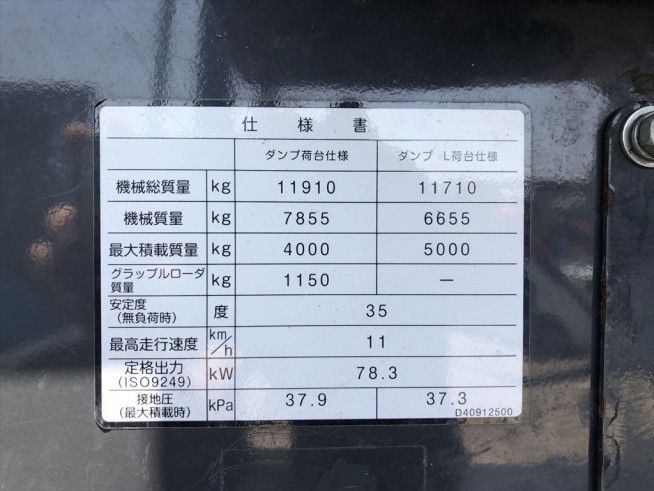 仕様書
ダンプ荷台仕様 ダンプ L荷台仕様
機械総質量 kg 11910 11710
機械質量 kg 7855 6655
最大積載質量 kg 4000 5000
グラップルローダ
質量 kg 1150 —
安定度
(無負荷時) 度 35
最高走行速度 km/h 11
定格出力
(ISO9249) kW 78.3
接地圧
(最大積載時) kPa 37.9 37.3
D40912500